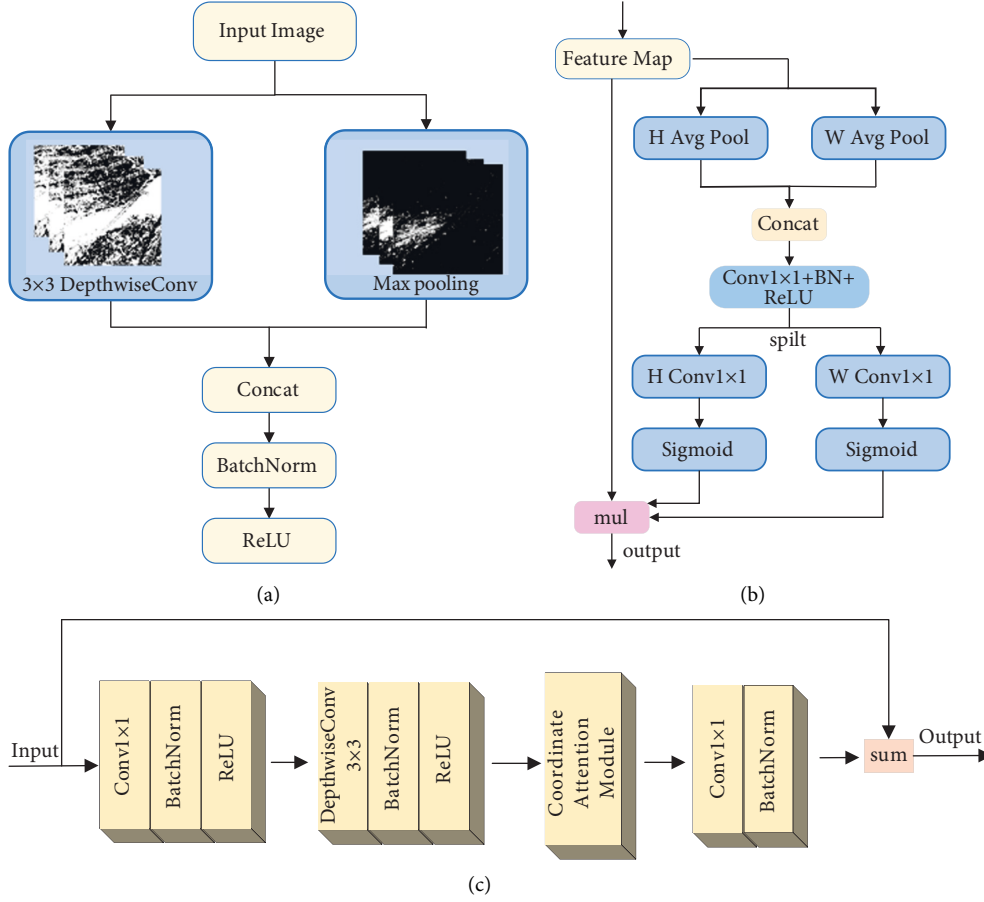 Input Image
3×3 DepthwiseConv
Max pooling
Concat
BatchNorm
ReLU
(a)
Feature Map
H Avg Pool
W Avg Pool
Concat
Conv1×1+BN+
ReLU
spilt
H Conv1×1
W Conv1×1
Sigmoid
Sigmoid
mul
output
(b)
Input
Conv1×1
BatchNorm
ReLU
DepthwiseConv
3×3
BatchNorm
ReLU
Coordinate
Attention
Module
Conv1×1
BatchNorm
sum
Output
(c)